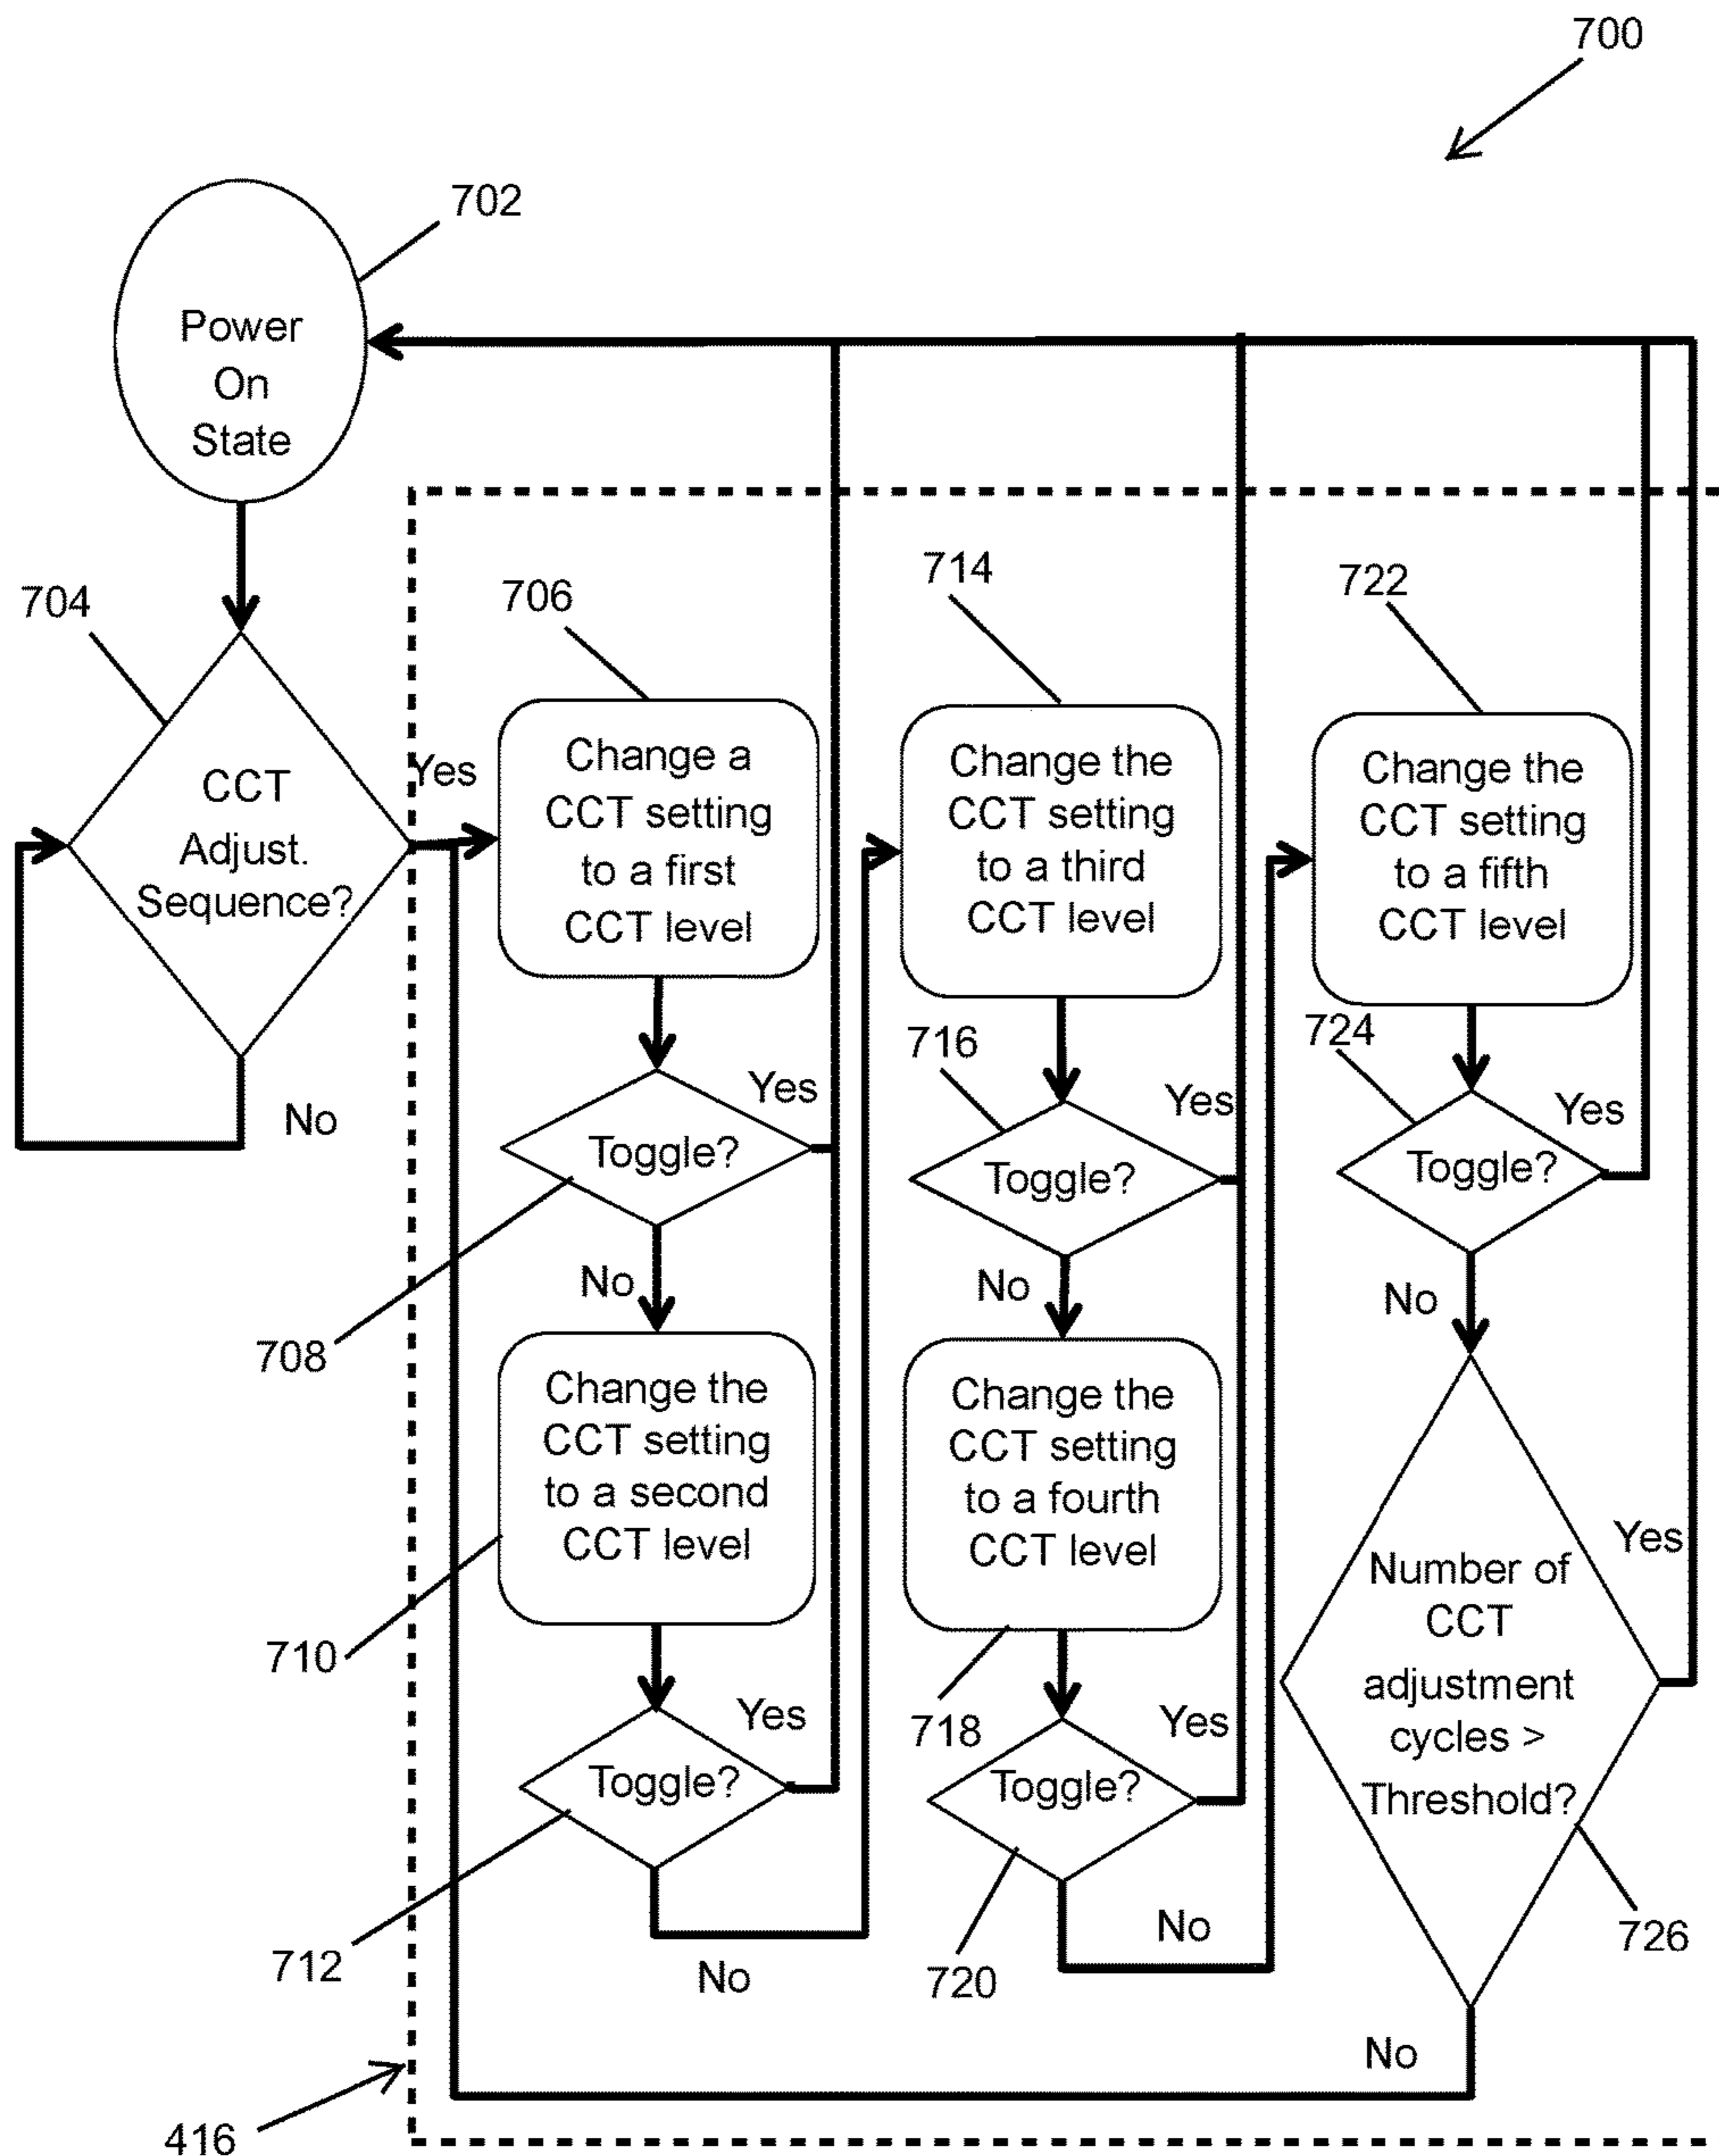 700
702
Power
On
State
704
CCT
Adjust.
Sequence?
Yes
No
706
Change a
CCT setting
to a first
CCT level
Toggle?
Yes
No
708
Change the
CCT setting
to a second
CCT level
710
Toggle?
Yes
712
No
714
Change the
CCT setting
to a third
CCT level
716
Toggle?
Yes
No
Change the
CCT setting
to a fourth
CCT level
718
Toggle?
Yes
720
No
722
Change the
CCT setting
to a fifth
CCT level
724
Toggle?
Yes
No
Number of
CCT
adjustment
cycles >
Threshold?
Yes
726
No
416